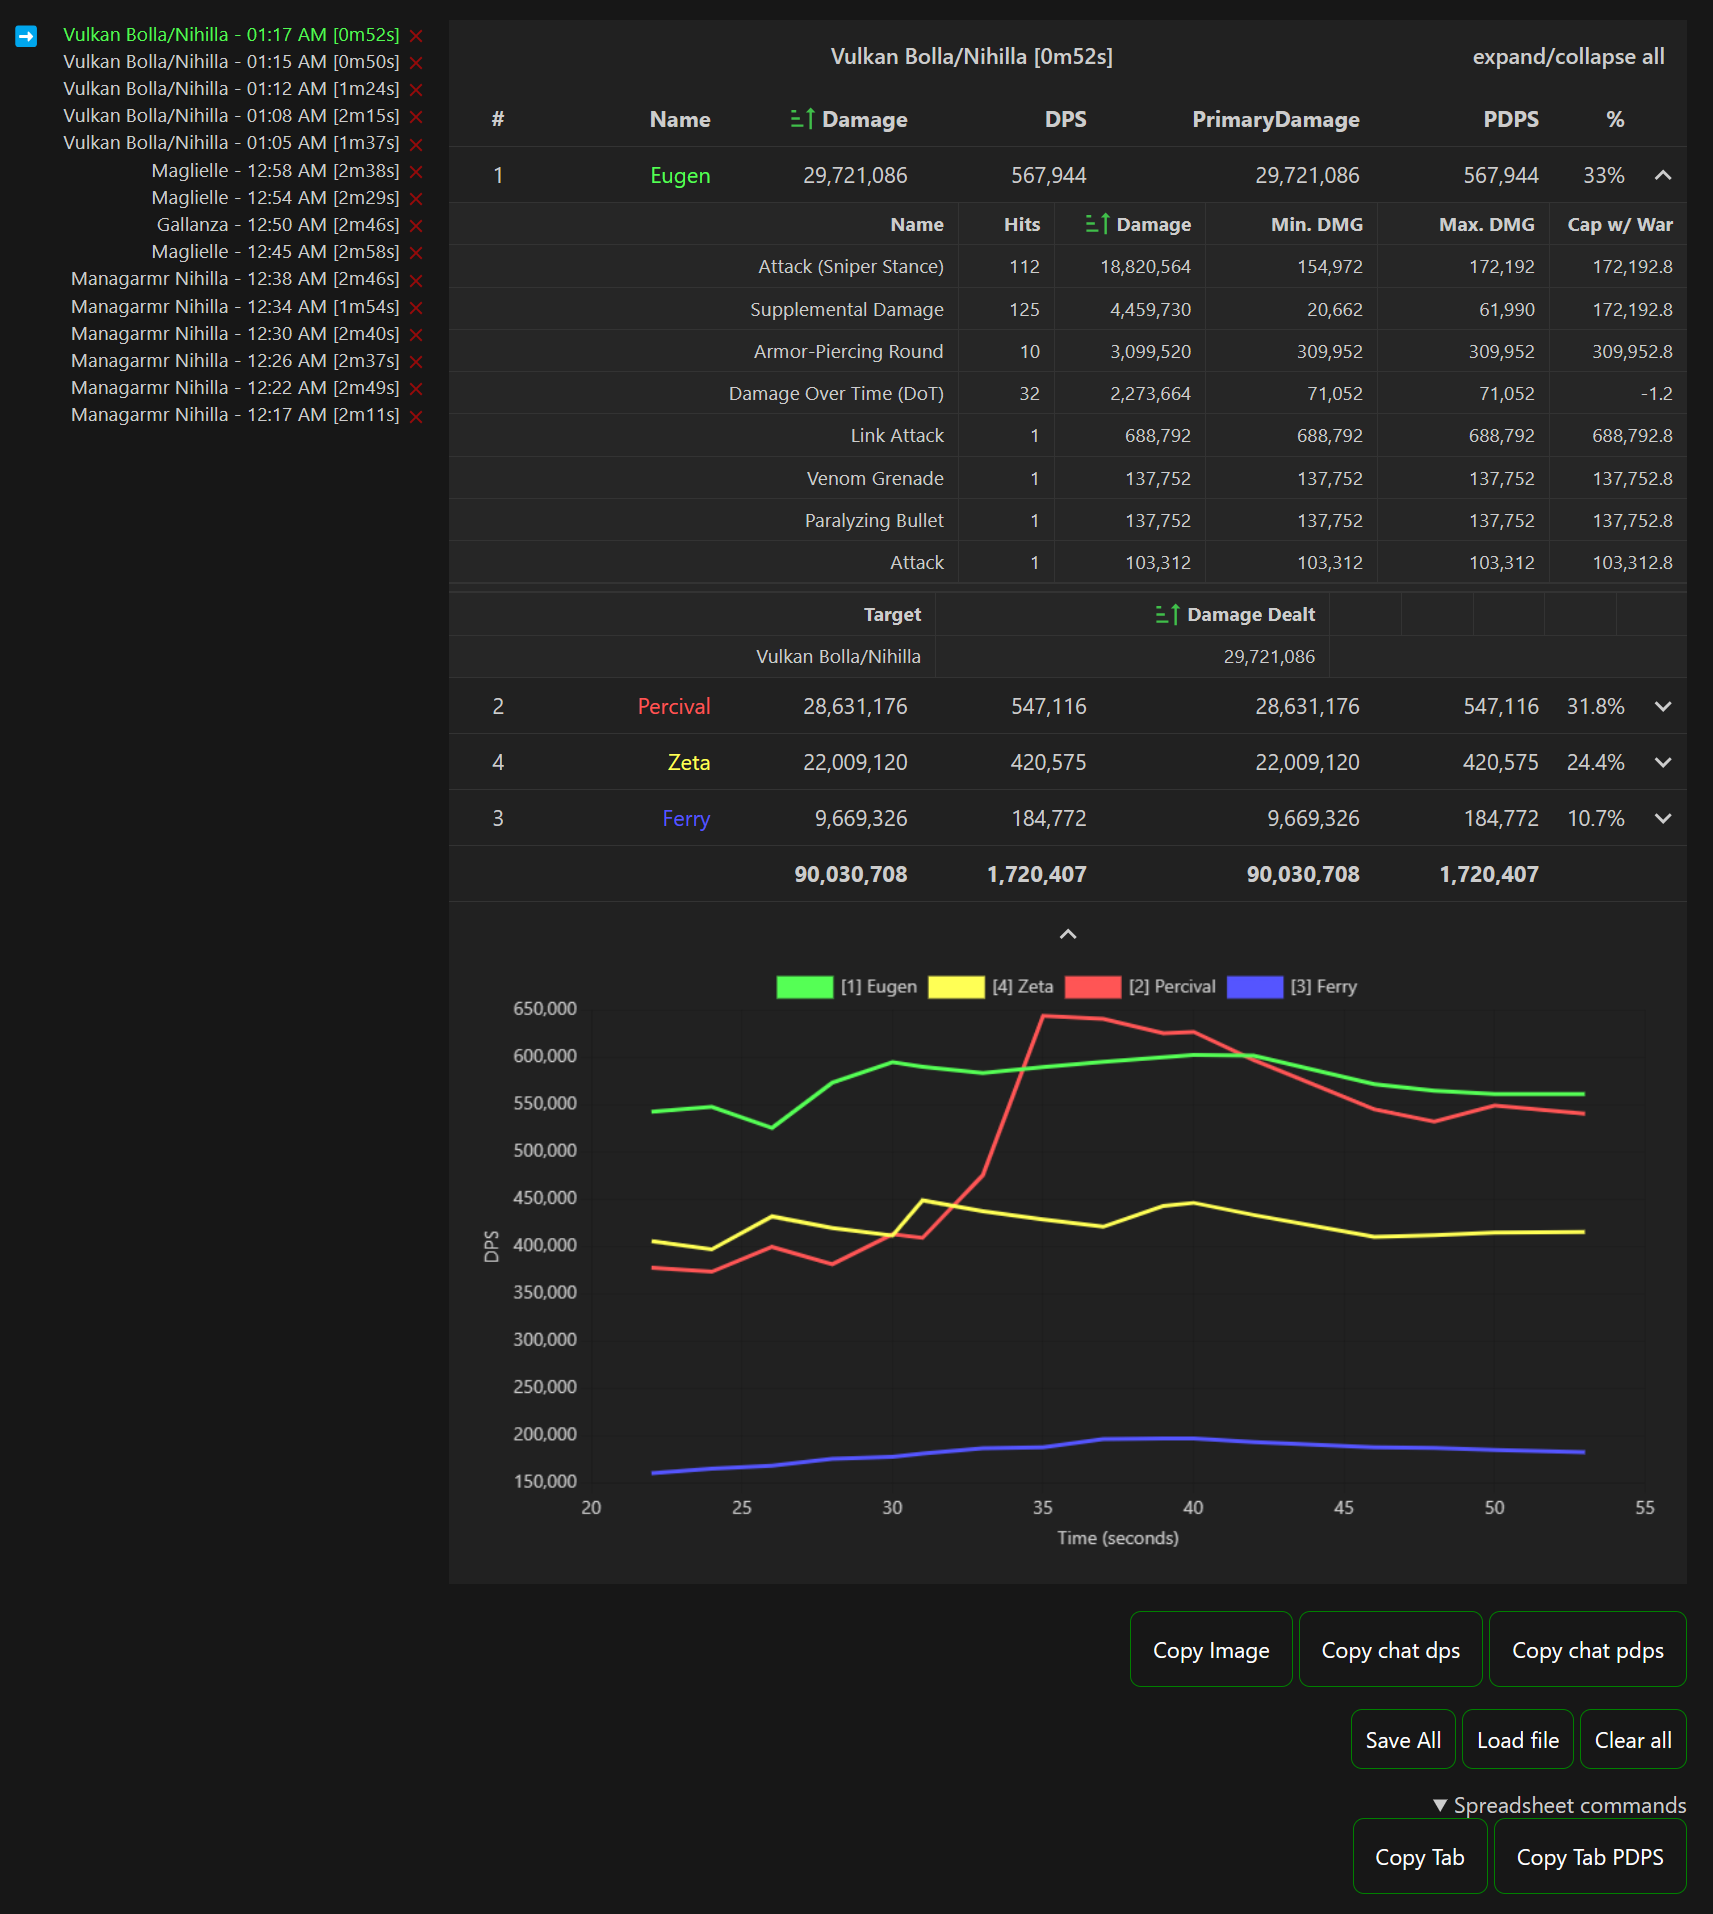 Vulkan Bolla/Nihilla - 01:17 AM [0m52s]
Vulkan Bolla/Nihilla - 01:15 AM [0m50s]
Vulkan Bolla/Nihilla - 01:12 AM [1m24s]
Vulkan Bolla/Nihilla - 01:08 AM [2m15s]
Vulkan Bolla/Nihilla - 01:05 AM [1m37s]
Maglielle - 12:58 AM [2m38s]
Maglielle - 12:54 AM [2m29s]
Gallanza - 12:50 AM [2m46s]
Maglielle - 12:45 AM [2m58s]
Managarmr Nihilla - 12:38 AM [2m46s]
Managarmr Nihilla - 12:34 AM [1m54s]
Managarmr Nihilla - 12:30 AM [2m40s]
Managarmr Nihilla - 12:26 AM [2m37s]
Managarmr Nihilla - 12:22 AM [2m49s]
Managarmr Nihilla - 12:17 AM [2m11s]
Vulkan Bolla/Nihilla [0m52s] expand/collapse all
# Name Damage DPS PrimaryDamage PDPS %
1 Eugen 29,721,086 567,944 29,721,086 567,944 33%
Name Hits Damage Min. DMG Max. DMG Cap w/ War
Attack (Sniper Stance) 112 18,820,564 154,972 172,192 172,192.8
Supplemental Damage 125 4,459,730 20,662 61,990 172,192.8
Armor-Piercing Round 10 3,099,520 309,952 309,952 309,952.8
Damage Over Time (DoT) 32 2,273,664 71,052 71,052 -1.2
Link Attack 1 688,792 688,792 688,792 688,792.8
Venom Grenade 1 137,752 137,752 137,752 137,752.8
Paralyzing Bullet 1 137,752 137,752 137,752 137,752.8
Attack 1 103,312 103,312 103,312 103,312.8
Target Damage Dealt
Vulkan Bolla/Nihilla 29,721,086
2 Percival 28,631,176 547,116 28,631,176 547,116 31.8%
4 Zeta 22,009,120 420,575 22,009,120 420,575 24.4%
3 Ferry 9,669,326 184,772 9,669,326 184,772 10.7%
90,030,708 1,720,407 90,030,708 1,720,407
[1] Eugen [4] Zeta [2] Percival [3] Ferry
650,000
600,000
550,000
500,000
450,000
400,000
350,000
300,000
250,000
200,000
150,000
DPS
20 25 30 35 40 45 50 55
Time (seconds)
Copy Image Copy chat dps Copy chat pdps
Save All Load file Clear all
▼ Spreadsheet commands
Copy Tab Copy Tab PDPS